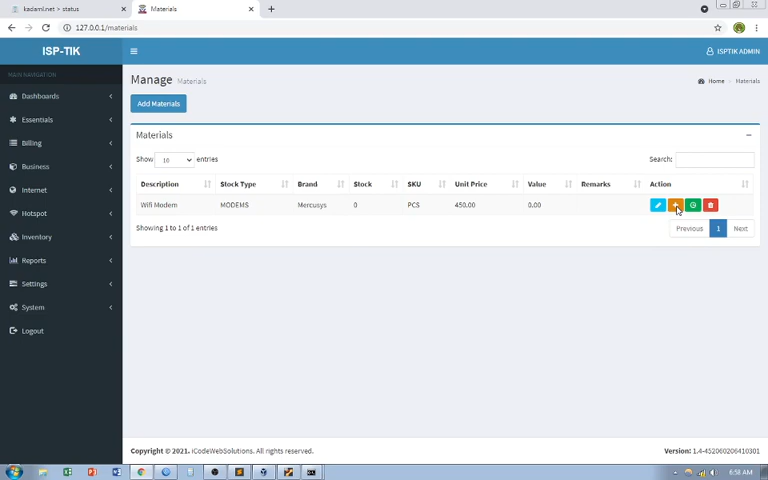 kadaml.net > status
Materials
127.0.0.1/materials
ISP-TIK
ISPTIK ADMIN
MAIN NAVIGATION
Dashboards
Essentials
Billing
Business
Internet
Hotspot
Inventory
Reports
Settings
System
Logout
Manage Materials
Home Materials
Add Materials
Materials
Show 10 entries
Search:
Description Stock Type Brand Stock SKU Unit Price Value Remarks Action
Wifi Modem MODEMS Mercusys 0 PCS 450.00 0.00
Showing 1 to 1 of 1 entries
Previous 1 Next
Copyright © 2021. iCodeWebSolutions. All rights reserved.
Version: 1.4-452060206410301
6:58 AM